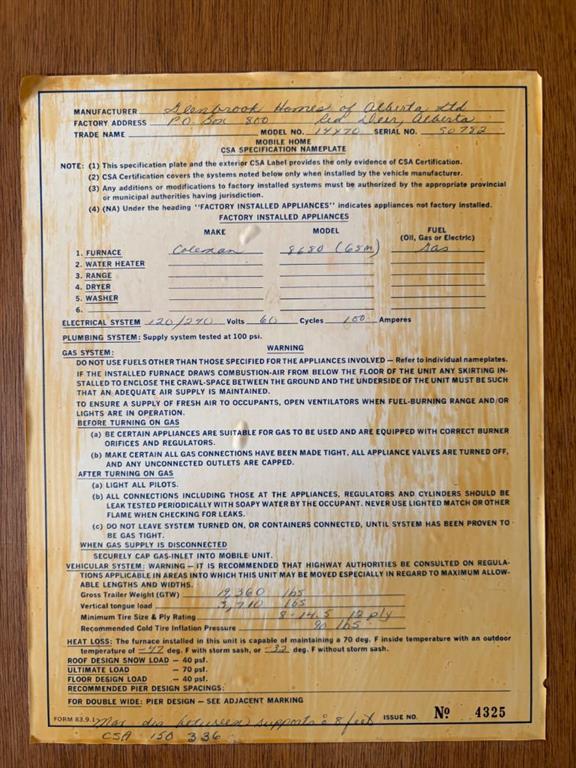 MANUFACTURER Glenbrook Homes of Alberta Ltd
FACTORY ADDRESS P.O. Box 800 Red Deer, Alberta
TRADE NAME MODEL NO. 14x70 SERIAL NO. S0782
MOBILE HOME
CSA SPECIFICATION NAMEPLATE
NOTE: (1) This specification plate and the exterior CSA Label provides the only evidence of CSA Certification.
(2) CSA Certification covers the systems noted below only when installed by the vehicle manufacturer.
(3) Any additions or modifications to factory installed systems must be authorized by the appropriate provincial
or municipal authorities having jurisdiction.
(4) (NA) Under the heading "FACTORY INSTALLED APPLIANCES" indicates appliances not factory installed.
FACTORY INSTALLED APPLIANCES
MAKE MODEL FUEL
(Oil, Gas or Electric)
1. FURNACE Coleman 8680 (65m) Gas
2. WATER HEATER
3. RANGE
4. DRYER
5. WASHER
6.
ELECTRICAL SYSTEM 120/240 Volts 60 Cycles 100 Amperes
PLUMBING SYSTEM: Supply system tested at 100 psi.
WARNING
GAS SYSTEM:
DO NOT USE FUELS OTHER THAN THOSE SPECIFIED FOR THE APPLIANCES INVOLVED — Refer to individual nameplates.
IF THE INSTALLED FURNACE DRAWS COMBUSTION-AIR FROM BELOW THE FLOOR OF THE UNIT ANY SKIRTING IN-
STALLED TO ENCLOSE THE CRAWL-SPACE BETWEEN THE GROUND AND THE UNDERSIDE OF THE UNIT MUST BE SUCH
THAT AN ADEQUATE AIR SUPPLY IS MAINTAINED.
TO ENSURE A SUPPLY OF FRESH AIR TO OCCUPANTS, OPEN VENTILATORS WHEN FUEL-BURNING RANGE AND/OR
LIGHTS ARE IN OPERATION.
BEFORE TURNING ON GAS
(a) BE CERTAIN APPLIANCES ARE SUITABLE FOR GAS TO BE USED AND ARE EQUIPPED WITH CORRECT BURNER
ORIFICES AND REGULATORS.
(b) MAKE CERTAIN ALL GAS CONNECTIONS HAVE BEEN MADE TIGHT, ALL APPLIANCE VALVES ARE TURNED OFF,
AND ANY UNCONNECTED OUTLETS ARE CAPPED.
AFTER TURNING ON GAS
(a) LIGHT ALL PILOTS.
(b) ALL CONNECTIONS INCLUDING THOSE AT THE APPLIANCES, REGULATORS AND CYLINDERS SHOULD BE
LEAK TESTED PERIODICALLY WITH SOAPY WATER BY THE OCCUPANT. NEVER USE LIGHTED MATCH OR OTHER
FLAME WHEN CHECKING FOR LEAKS.
(c) DO NOT LEAVE SYSTEM TURNED ON, OR CONTAINERS CONNECTED, UNTIL SYSTEM HAS BEEN PROVEN TO
BE GAS TIGHT.
WHEN GAS SUPPLY IS DISCONNECTED
SECURELY CAP GAS-INLET INTO MOBILE UNIT.
VEHICULAR SYSTEM: WARNING — IT IS RECOMMENDED THAT HIGHWAY AUTHORITIES BE CONSULTED ON REGULA-
TIONS APPLICABLE IN AREAS INTO WHICH THIS UNIT MAY BE MOVED ESPECIALLY IN REGARD TO MAXIMUM ALLOW-
ABLE LENGTHS AND WIDTHS.
Gross Trailer Weight (GTW) 19,360 lbs
Vertical tongue load 3,710 lbs
Minimum Tire Size & Ply Rating 8-14.5 12 ply
Recommended Cold Tire Inflation Pressure 90 lbs
HEAT LOSS: The furnace installed in this unit is capable of maintaining a 70 deg. F inside temperature with an outdoor
temperature of -47 deg. F with storm sash, or -32 deg. F without storm sash.
ROOF DESIGN SNOW LOAD — 40 psf.
ULTIMATE LOAD — 70 psf.
FLOOR DESIGN LOAD — 40 psf.
RECOMMENDED PIER DESIGN SPACINGS:
FOR DOUBLE WIDE: PIER DESIGN — SEE ADJACENT MARKING
FORM 83.9.1 Max dis between supports is 8 feet ISSUE NO. Nº 4325
CSA 150 336